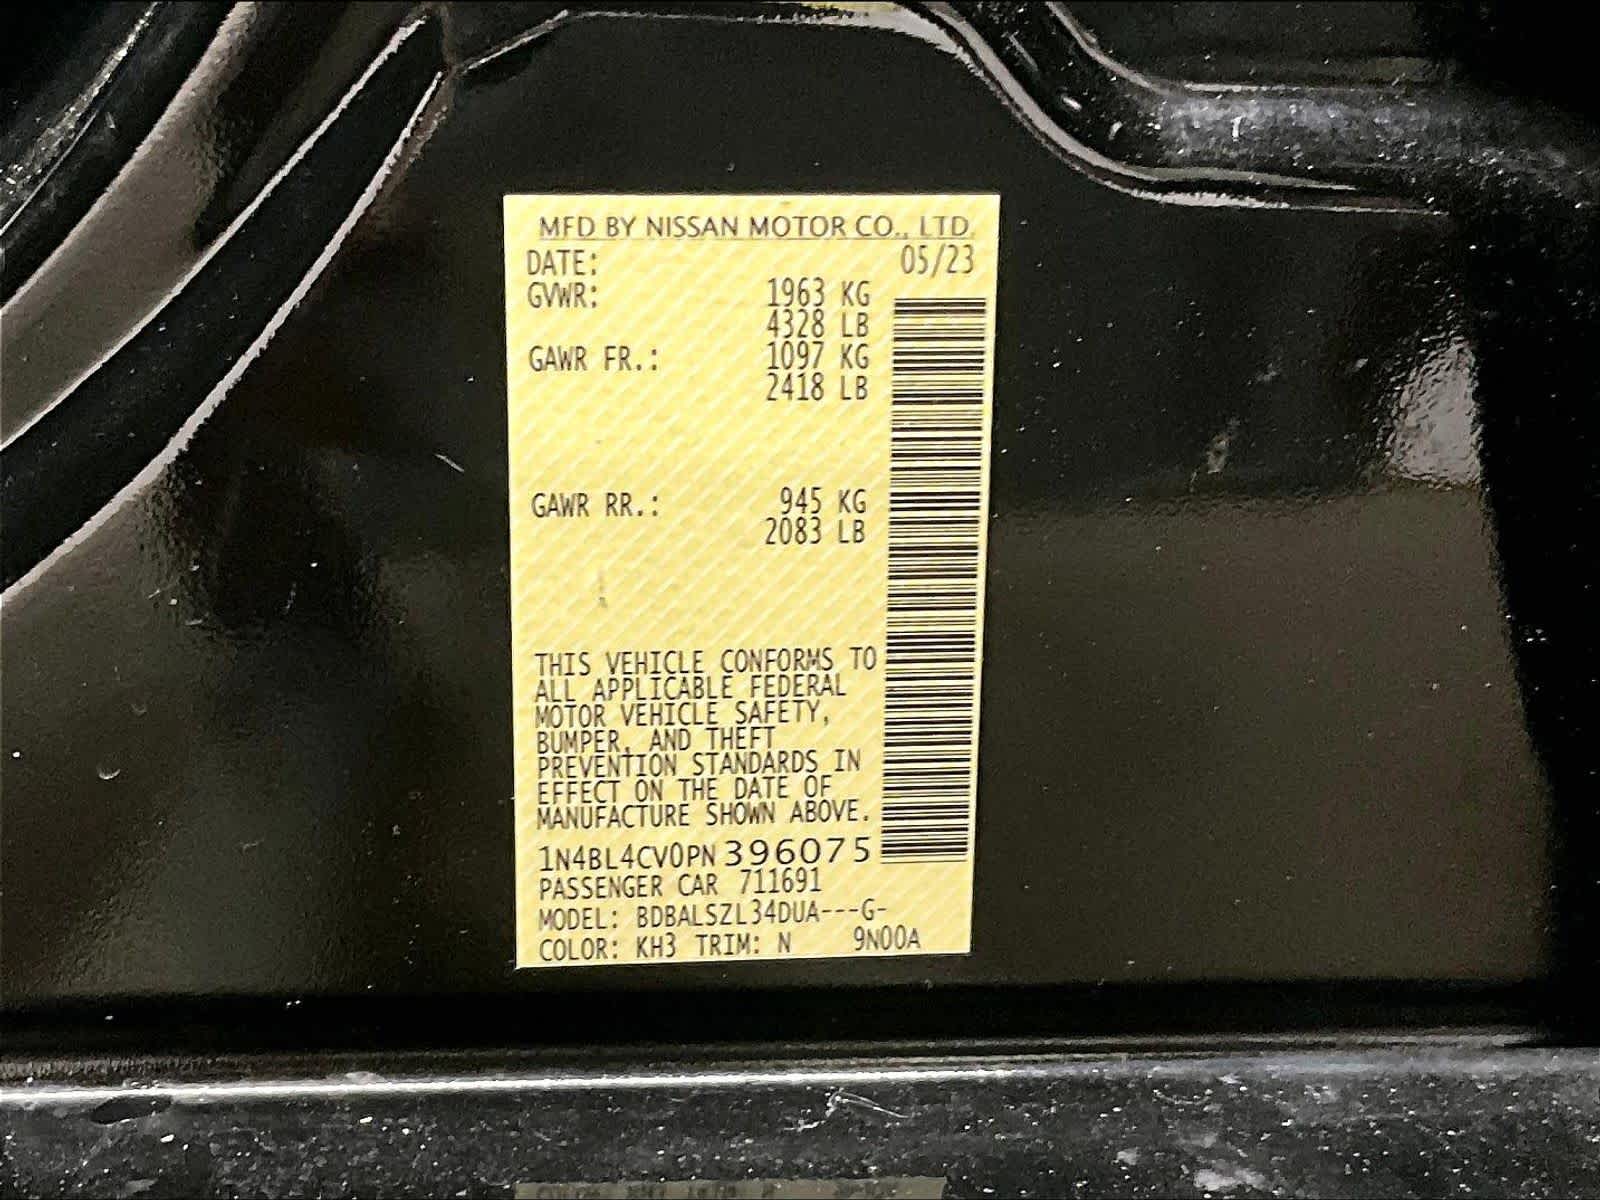 MFD BY NISSAN MOTOR CO., LTD.
DATE: 05/23
GVWR: 1963 KG
4328 LB
GAWR FR.: 1097 KG
2418 LB
GAWR RR.: 945 KG
2083 LB
THIS VEHICLE CONFORMS TO
ALL APPLICABLE FEDERAL
MOTOR VEHICLE SAFETY,
BUMPER, AND THEFT
PREVENTION STANDARDS IN
EFFECT ON THE DATE OF
MANUFACTURE SHOWN ABOVE.
1N4BL4CV0PN396075
PASSENGER CAR 711691
MODEL: BDBALSZL34DUA---G-
COLOR: KH3 TRIM: N 9N00A